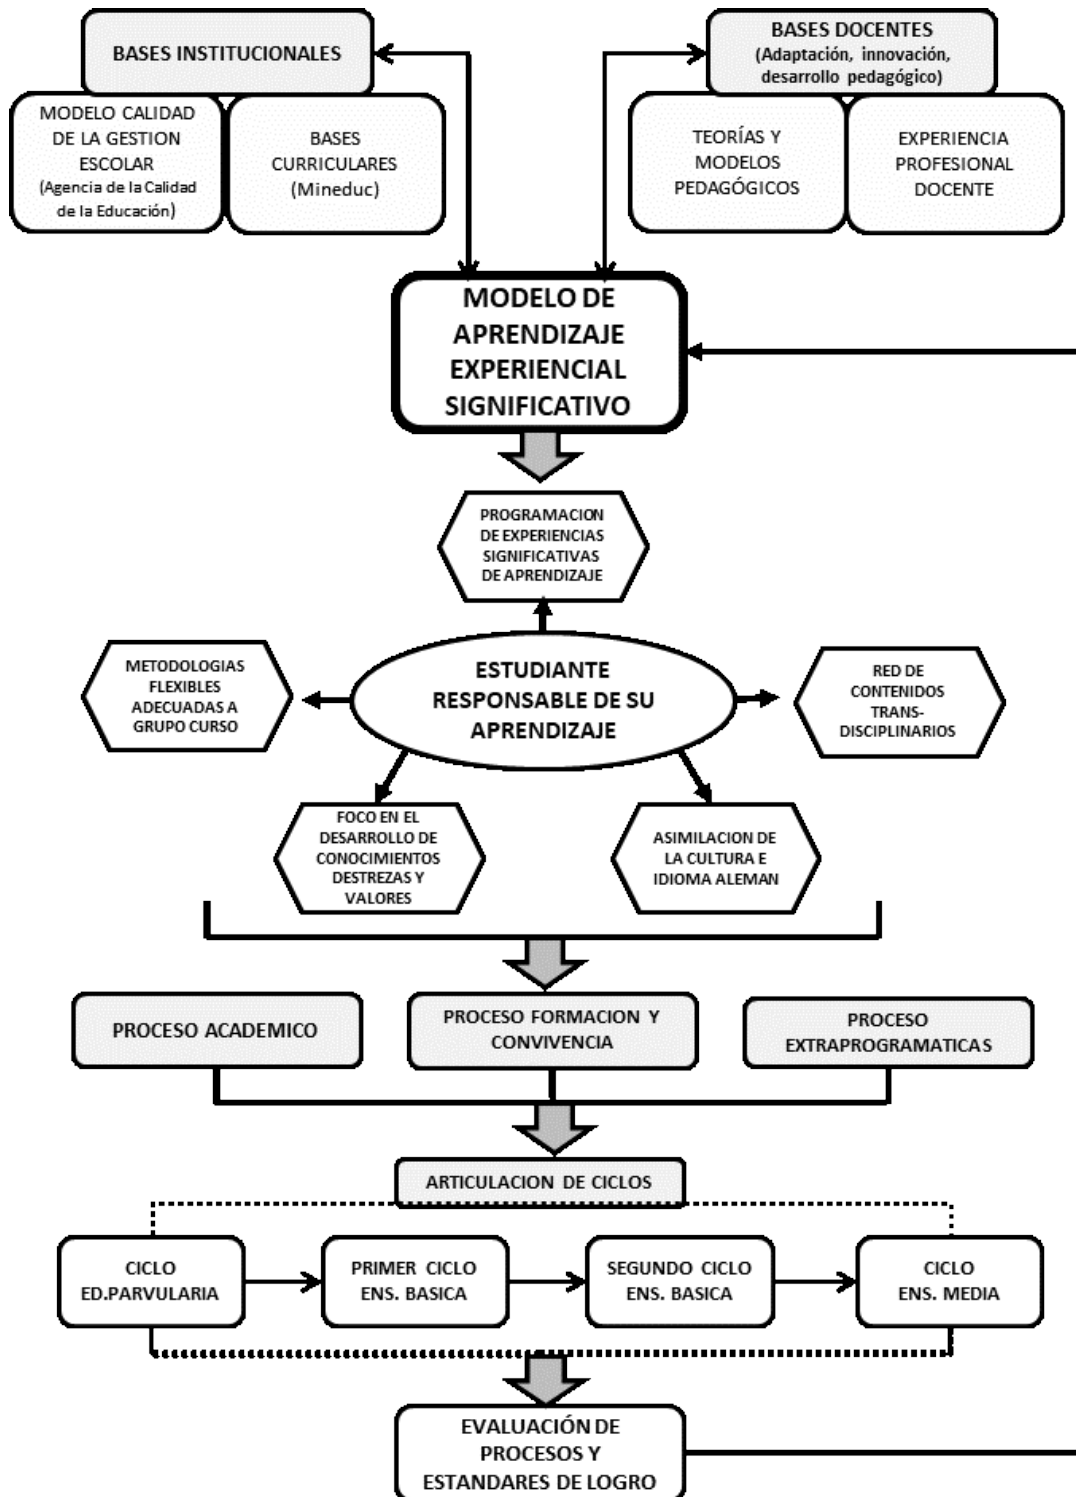 BASES INSTITUCIONALES
MODELO CALIDAD
DE LA GESTION
ESCOLAR
(Agencia de la Calidad
de la Educación)
BASES
CURRICULARES
(Mineduc)
BASES DOCENTES
(Adaptación, innovación,
desarrollo pedagógico)
TEORÍAS Y
MODELOS
PEDAGÓGICOS
EXPERIENCIA
PROFESIONAL
DOCENTE
MODELO DE
APRENDIZAJE
EXPERIENCIAL
SIGNIFICATIVO
PROGRAMACION
DE EXPERIENCIAS
SIGNIFICATIVAS
DE APRENDIZAJE
METODOLOGIAS
FLEXIBLES
ADECUADAS A
GRUPO CURSO
ESTUDIANTE
RESPONSABLE DE SU
APRENDIZAJE
RED DE
CONTENIDOS
TRANS-
DISCIPLINARIOS
FOCO EN EL
DESARROLLO DE
CONOCIMIENTOS
DESTREZAS Y
VALORES
ASIMILACION DE
LA CULTURA E
IDIOMA ALEMAN
PROCESO ACADEMICO
PROCESO FORMACION Y
CONVIVENCIA
PROCESO
EXTRAPROGRAMATICAS
ARTICULACION DE CICLOS
CICLO
ED.PARVULARIA
PRIMER CICLO
ENS. BASICA
SEGUNDO CICLO
ENS. BASICA
CICLO
ENS. MEDIA
EVALUACIÓN DE
PROCESOS Y
ESTANDARES DE LOGRO